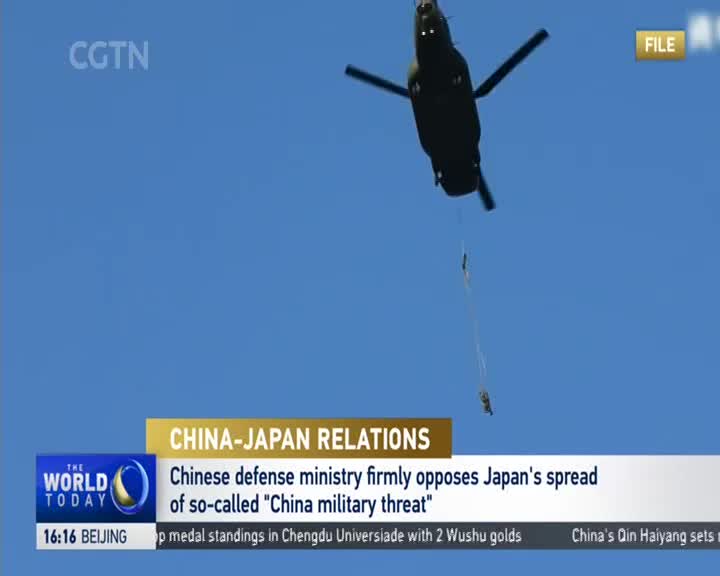 CGTN
FILE
CHINA-JAPAN RELATIONS
THE
WORLD
TODAY
Chinese defense ministry firmly opposes Japan's spread
of so-called "China military threat"
16:16 BEIJING
medal standings in Chengdu Universiade with 2 Wushu golds China's Qin Haiyang sets